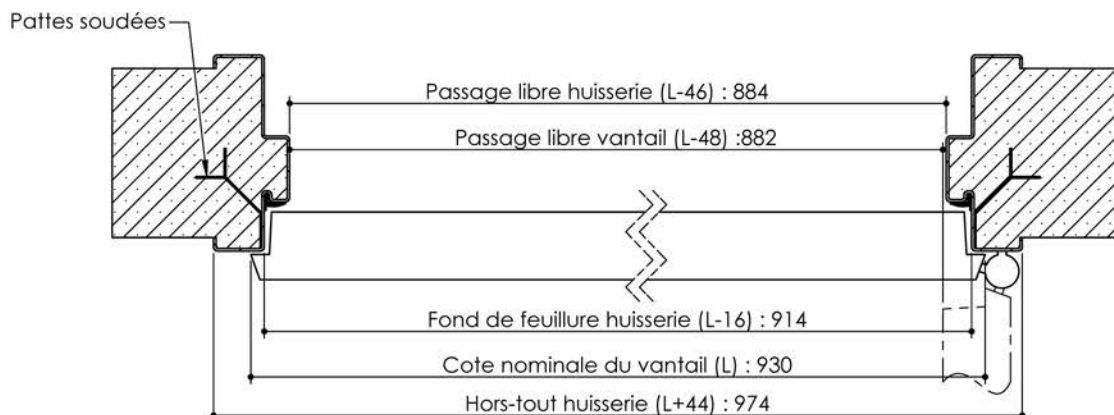 Pattes soudées
Passage libre huisserie (L-46) : 884
Passage libre vantail (L-48) :882
Fond de feuillure huisserie (L-16) : 914
Cote nominale du vantail (L) : 930
Hors-tout huisserie (L+44) : 974